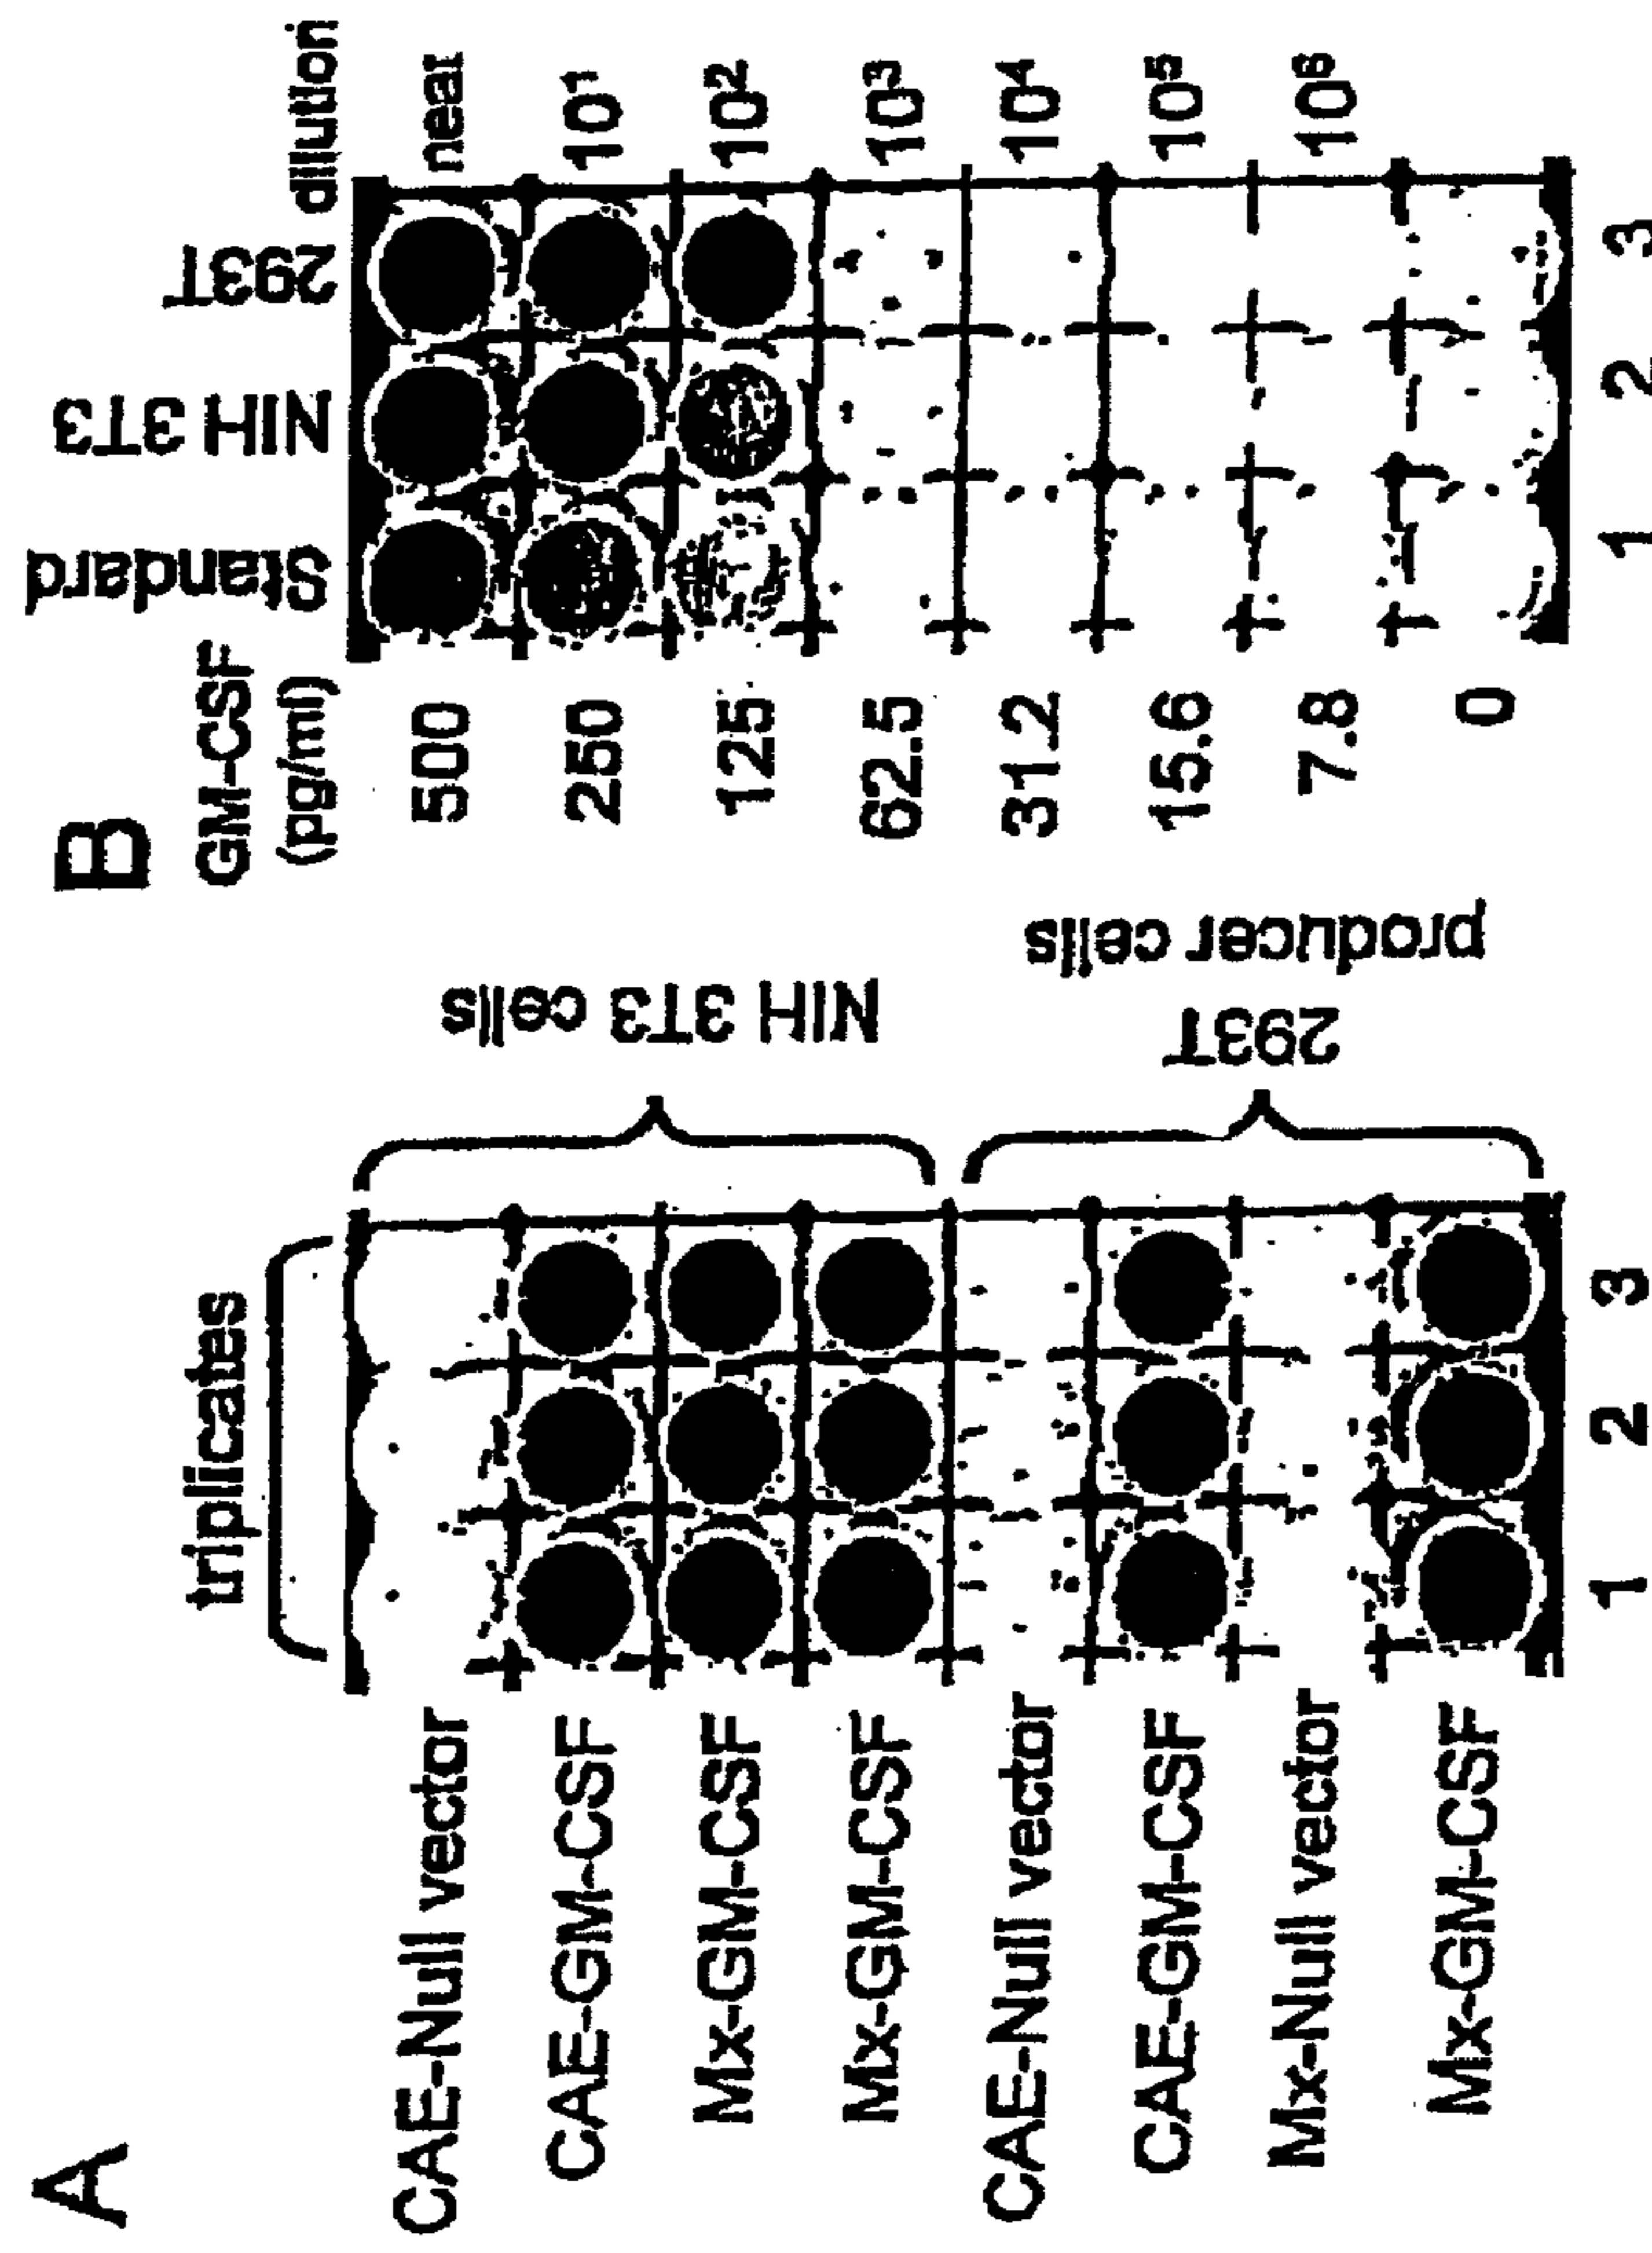 A
triplicates
CAE-Null vector
CAE-GM-CSF
Mx-GM-CSF
Mx-GM-CSF
CAE-Null vector
CAE-GM-CSF
Mx-Null vector
Mx-GM-CSF
1 2 3
NIH 3T3 cells
293T
producer cells
B
GM-CSF
(pg/ml)
Standard
NIH 3T3
293T
dilution
500 neat
250 10¹
125 10²
62.5 10³
31.2 10⁴
15.6 10⁵
7.8 10⁶
0
1 2 3